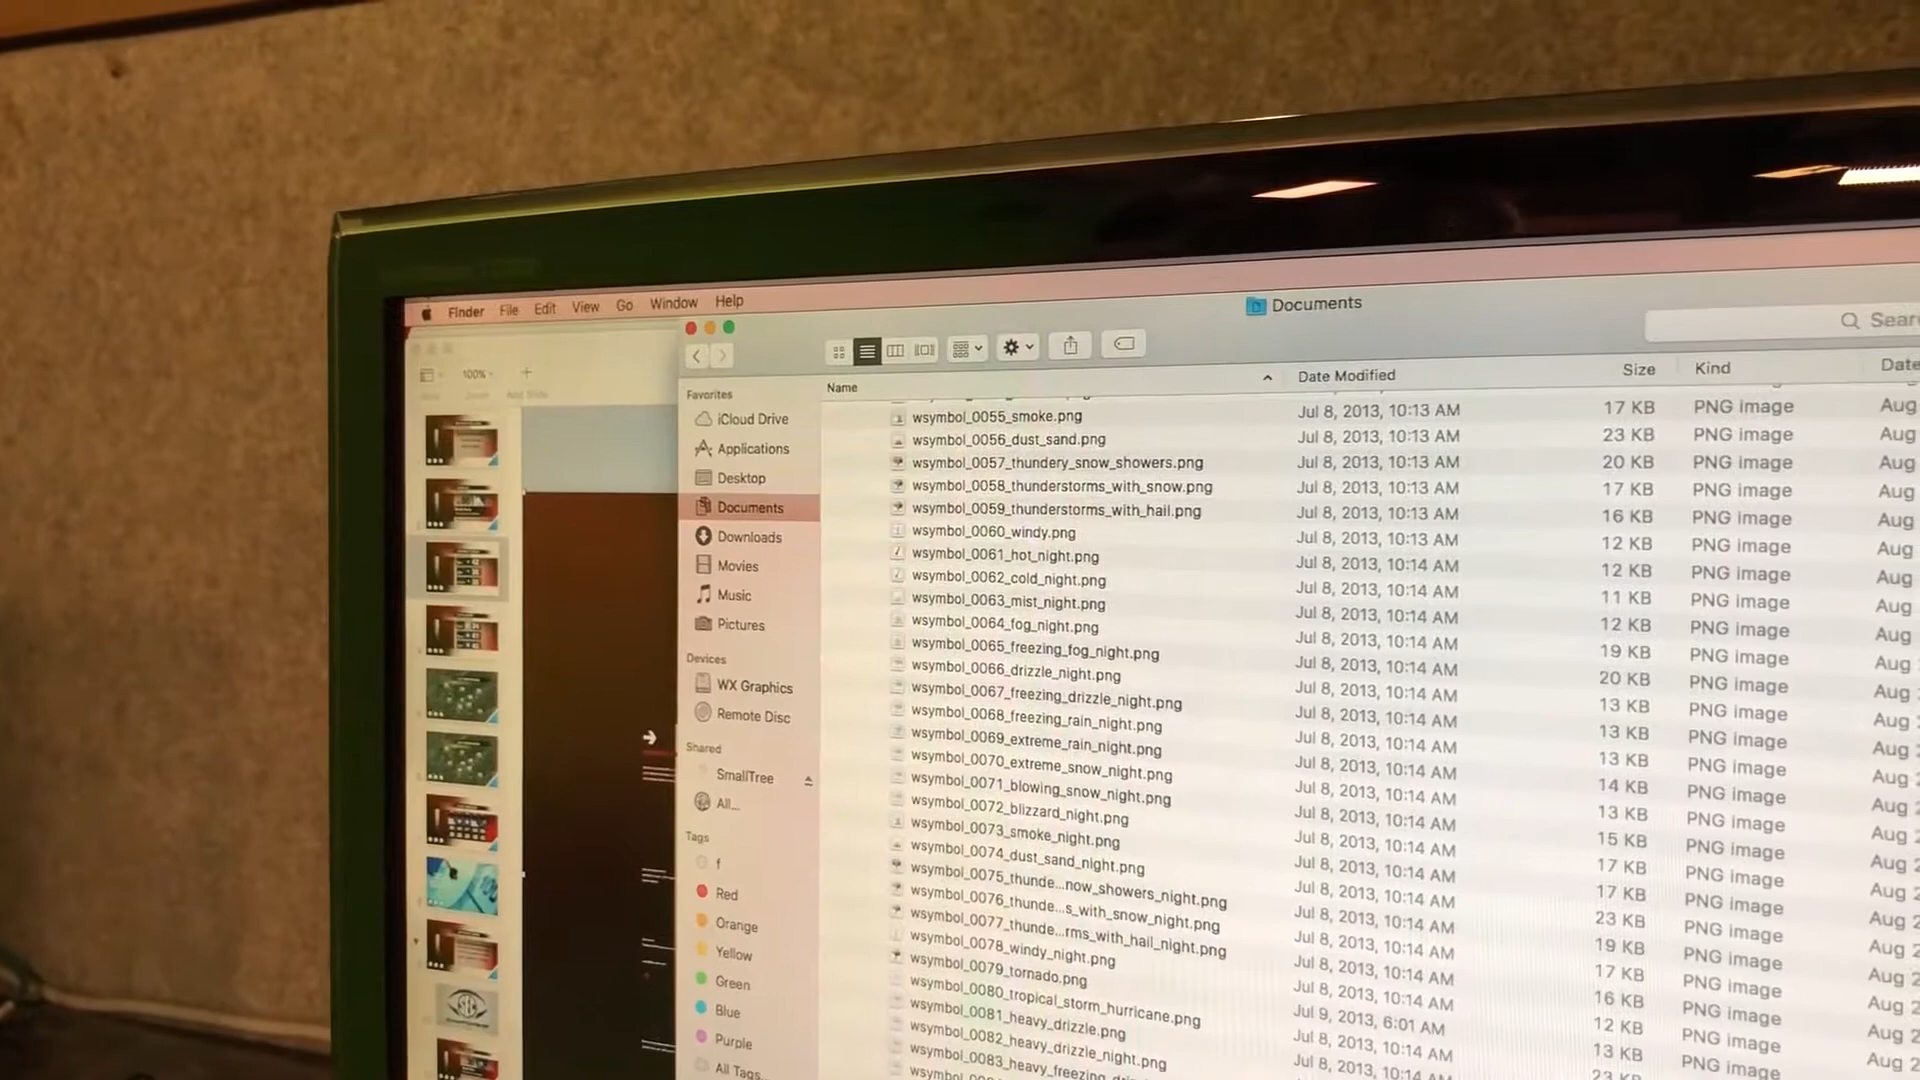 Finder File Edit View Go Window Help
Documents
100%
Name Date Modified Size Kind Date
Favorites
iCloud Drive
Applications
Desktop
Documents
Downloads
Movies
Music
Pictures
Devices
WX Graphics
Remote Disc
Shared
SmallTree
All...
Tags
f
Red
Orange
Yellow
Green
Blue
Purple
All Tags...
wsymbol_0055_smoke.png Jul 8, 2013, 10:13 AM 17 KB PNG image Aug
wsymbol_0056_dust_sand.png Jul 8, 2013, 10:13 AM 23 KB PNG image Aug
wsymbol_0057_thundery_snow_showers.png Jul 8, 2013, 10:13 AM 20 KB PNG image Aug
wsymbol_0058_thunderstorms_with_snow.png Jul 8, 2013, 10:13 AM 17 KB PNG image Aug
wsymbol_0059_thunderstorms_with_hail.png Jul 8, 2013, 10:13 AM 16 KB PNG image Aug
wsymbol_0060_windy.png Jul 8, 2013, 10:13 AM 12 KB PNG image Aug
wsymbol_0061_hot_night.png Jul 8, 2013, 10:14 AM 12 KB PNG image Aug
wsymbol_0062_cold_night.png Jul 8, 2013, 10:14 AM 11 KB PNG image Aug
wsymbol_0063_mist_night.png Jul 8, 2013, 10:14 AM 12 KB PNG image Aug
wsymbol_0064_fog_night.png Jul 8, 2013, 10:14 AM 19 KB PNG image Aug
wsymbol_0065_freezing_fog_night.png Jul 8, 2013, 10:14 AM 20 KB PNG image Aug
wsymbol_0066_drizzle_night.png Jul 8, 2013, 10:14 AM 13 KB PNG image Aug
wsymbol_0067_freezing_drizzle_night.png Jul 8, 2013, 10:14 AM 13 KB PNG image Aug
wsymbol_0068_freezing_rain_night.png Jul 8, 2013, 10:14 AM 13 KB PNG image Aug
wsymbol_0069_extreme_rain_night.png Jul 8, 2013, 10:14 AM 14 KB PNG image Aug
wsymbol_0070_extreme_snow_night.png Jul 8, 2013, 10:14 AM 13 KB PNG image Aug
wsymbol_0071_blowing_snow_night.png Jul 8, 2013, 10:14 AM 15 KB PNG image Aug
wsymbol_0072_blizzard_night.png Jul 8, 2013, 10:14 AM 17 KB PNG image Aug
wsymbol_0073_smoke_night.png Jul 8, 2013, 10:14 AM 17 KB PNG image Aug
wsymbol_0074_dust_sand_night.png Jul 8, 2013, 10:14 AM 23 KB PNG image Aug
wsymbol_0075_thunde...now_showers_night.png Jul 8, 2013, 10:14 AM 19 KB PNG image Aug
wsymbol_0076_thunde...s_with_snow_night.png Jul 8, 2013, 10:14 AM 17 KB PNG image Aug
wsymbol_0077_thunde...rms_with_hail_night.png Jul 8, 2013, 10:14 AM 16 KB PNG image Aug
wsymbol_0078_windy_night.png Jul 8, 2013, 10:14 AM 12 KB PNG image Aug
wsymbol_0079_tornado.png Jul 9, 2013, 6:01 AM 13 KB PNG image
wsymbol_0080_tropical_storm_hurricane.png Jul 8, 2013, 10:14 AM
wsymbol_0081_heavy_drizzle.png
wsymbol_0082_heavy_drizzle_night.png
wsymbol_0083_heavy_freezing